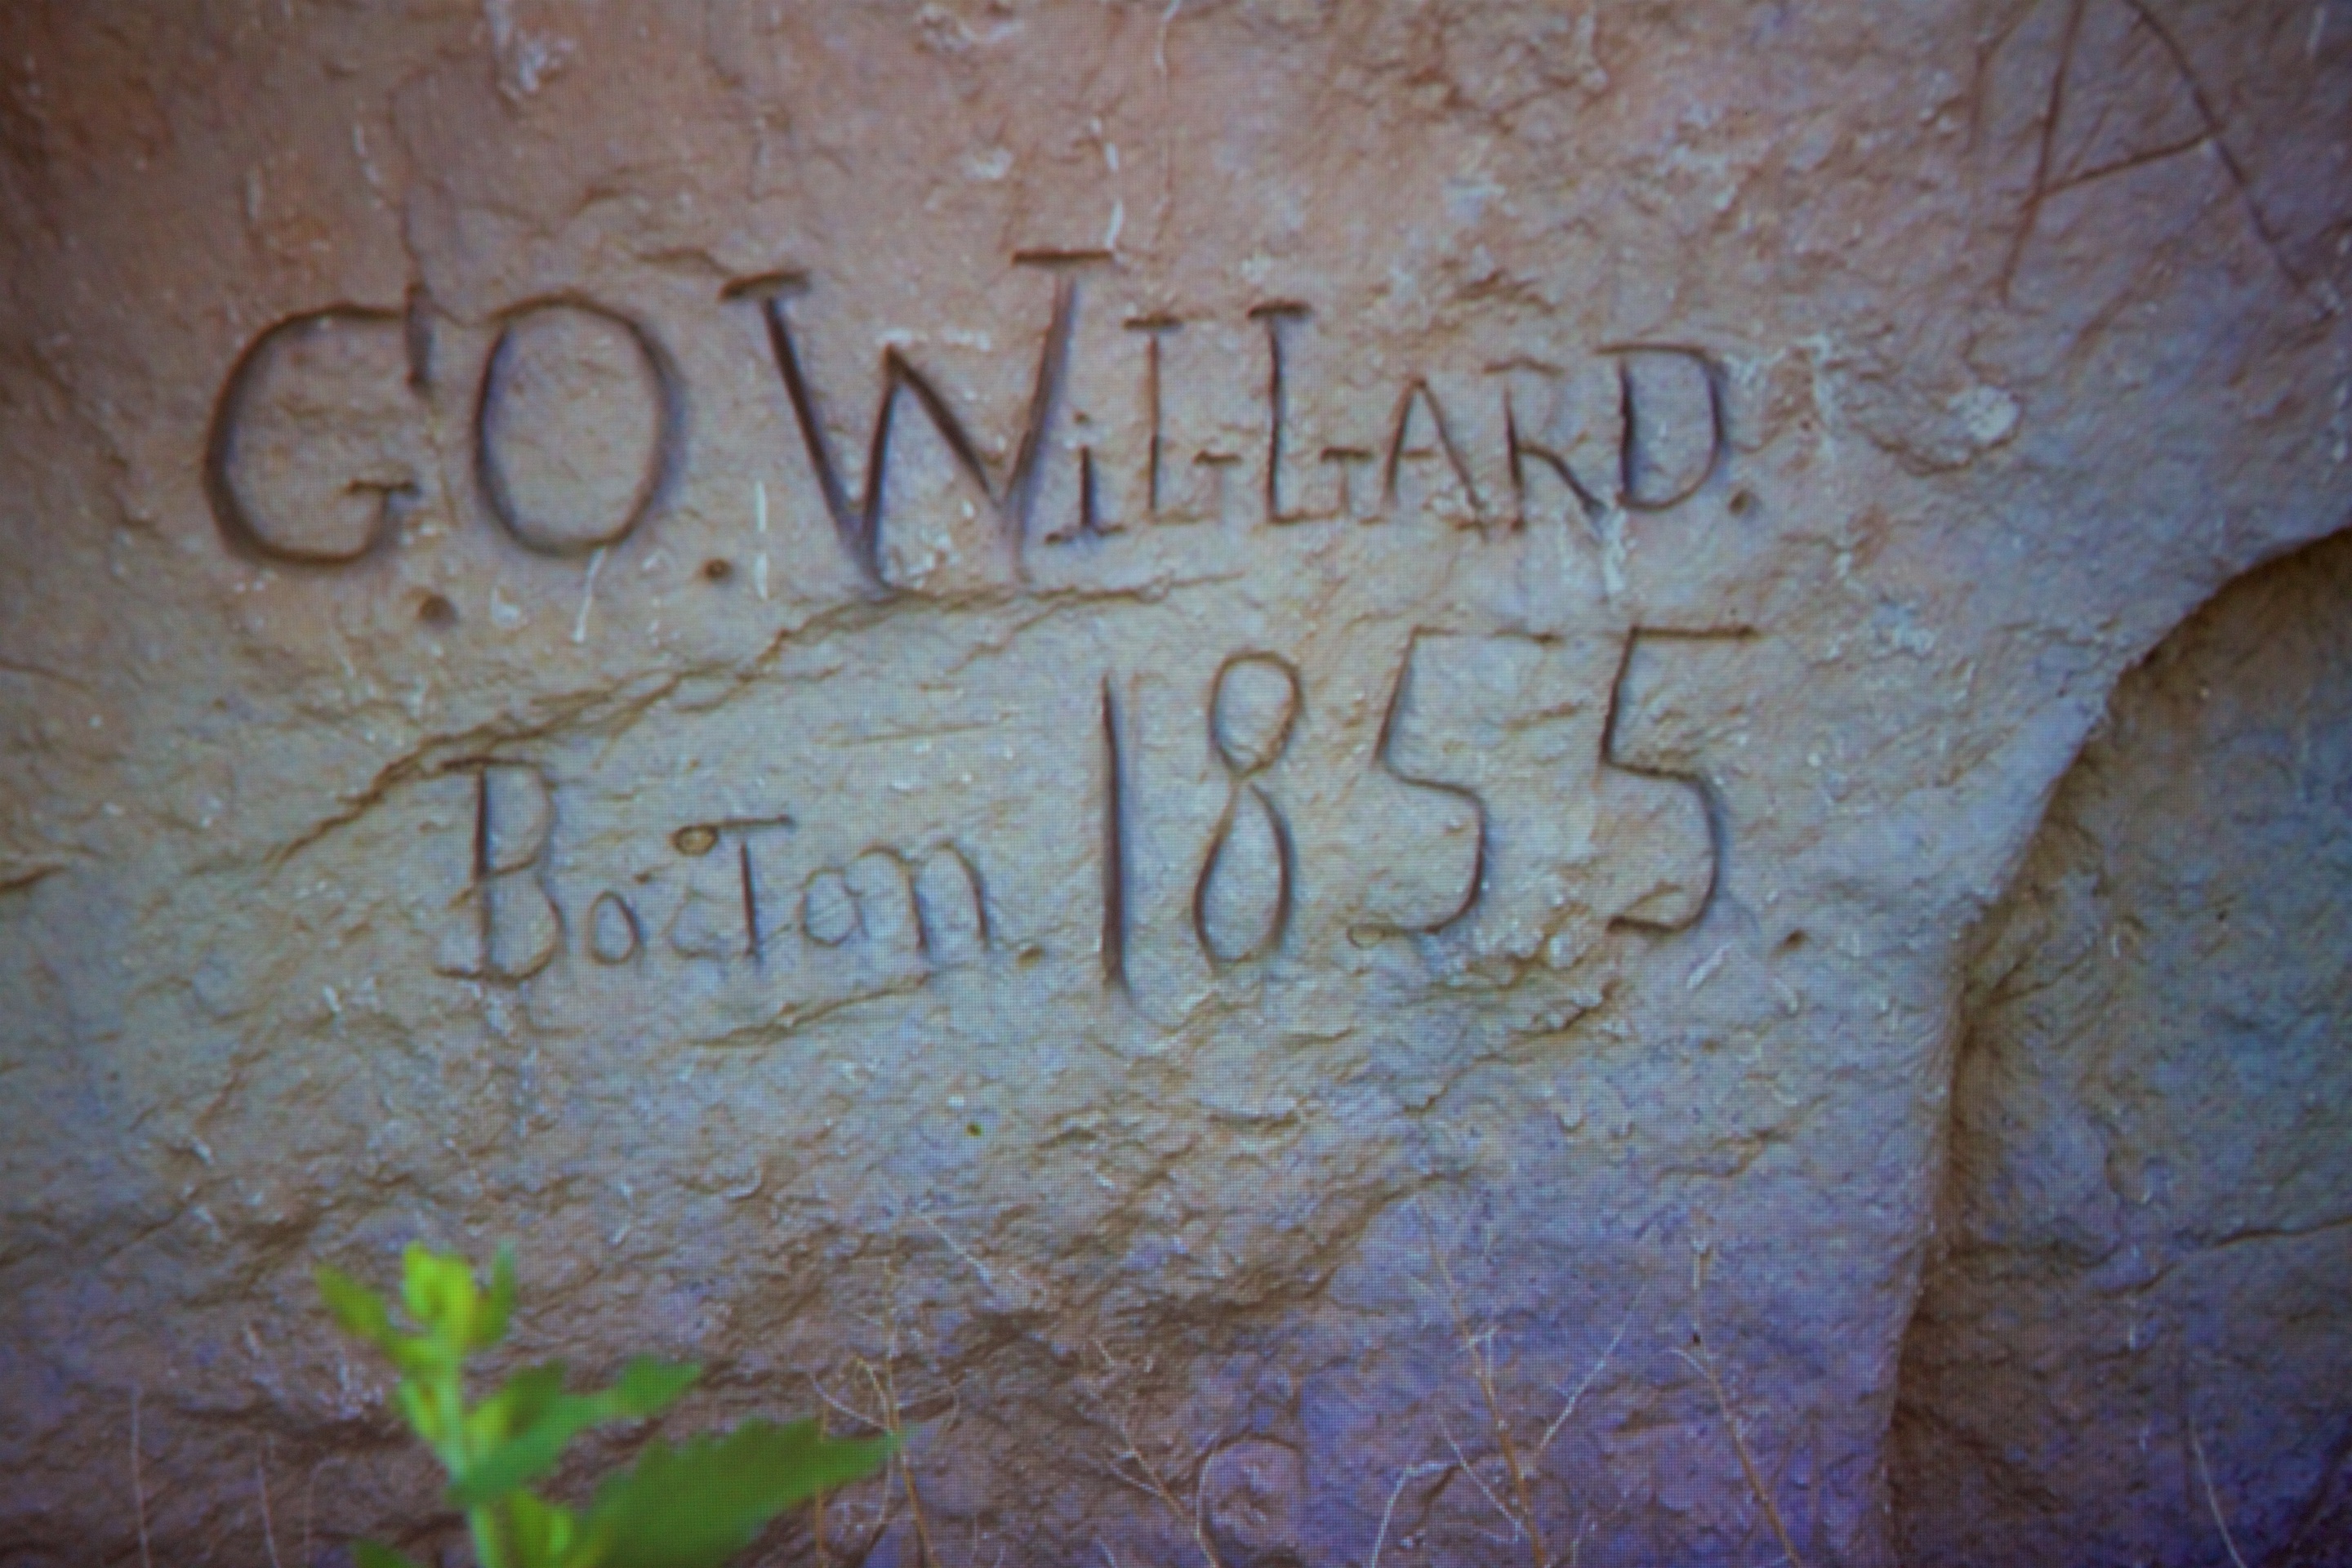 G.O.WiLLARD.
BosTon. 1855.
A